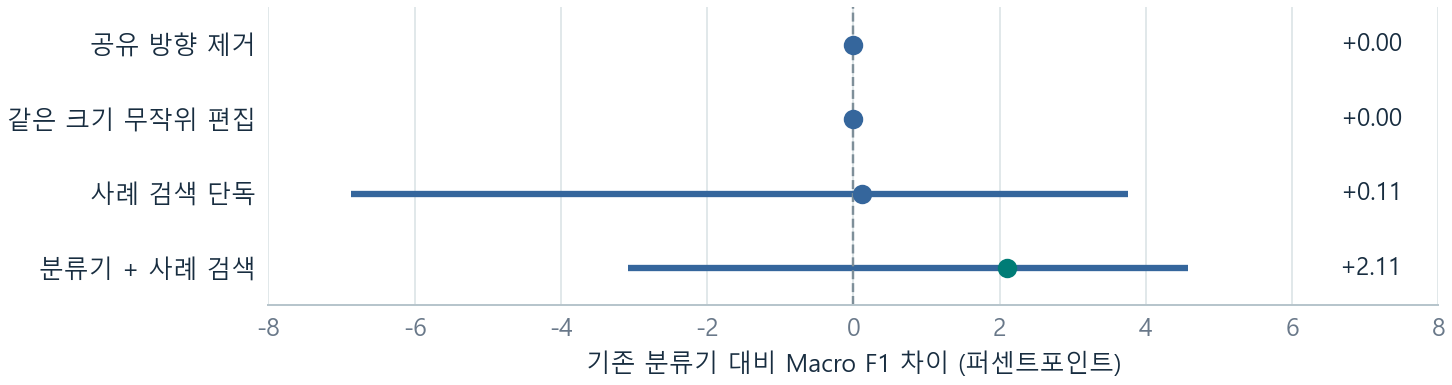 공유 방향 제거 +0.00
같은 크기 무작위 편집 +0.00
사례 검색 단독 +0.11
분류기 + 사례 검색 +2.11
-8 -6 -4 -2 0 2 4 6 8
기존 분류기 대비 Macro F1 차이 (퍼센트포인트)